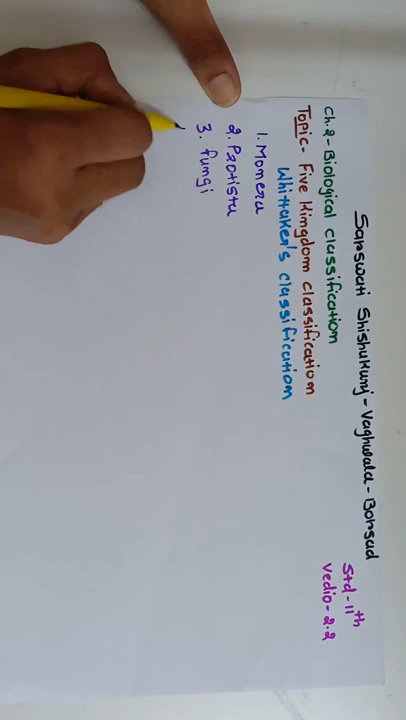 Sarswati Shishukunj - Vaghwala - Borsad
Std - 11th
Vedio - 2.2
Ch.2 - Biological classification
Topic - Five Kingdom classification
Whittaker's classification
1. Monera
2. Protista
3. fungi